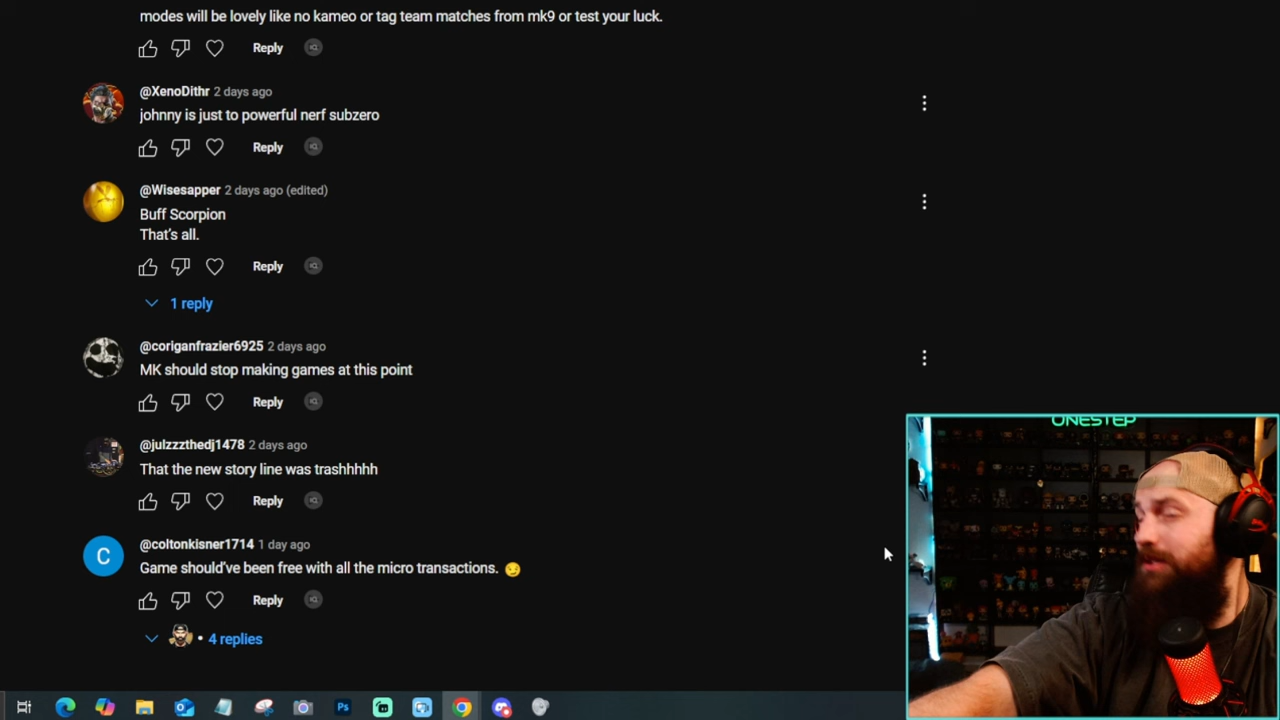 modes will be lovely like no kameo or tag team matches from mk9 or test your luck.
Reply
@XenoDithr 2 days ago
johnny is just to powerful nerf subzero
Reply
@Wisesapper 2 days ago (edited)
Buff Scorpion
That's all.
Reply
1 reply
@coriganfrazier6925 2 days ago
MK should stop making games at this point
Reply
@julzzzthedj1478 2 days ago
That the new story line was trashhhhh
Reply
C
@coltonkisner1714 1 day ago
Game should've been free with all the micro transactions. 😏
Reply
• 4 replies
ONESTEP
Ps